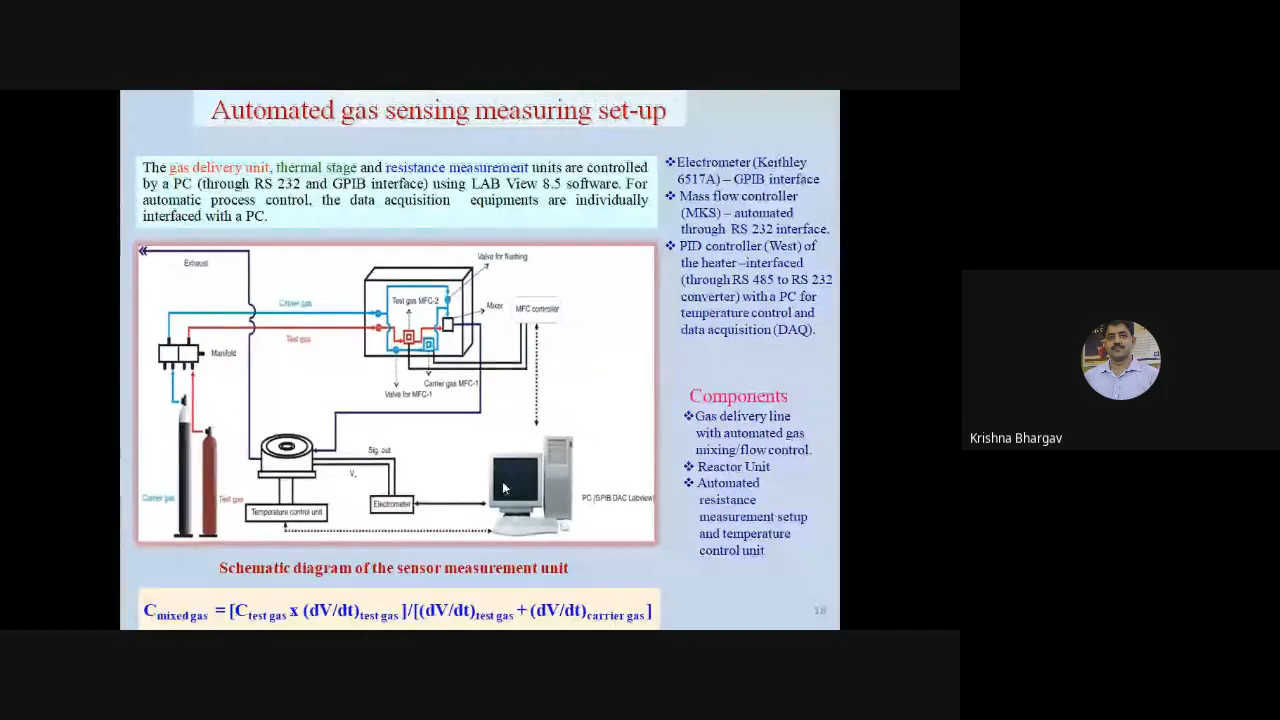 Automated gas sensing measuring set-up
The gas delivery unit, thermal stage and resistance measurement units are controlled
by a PC (through RS 232 and GPIB interface) using LAB View 8.5 software. For
automatic process control, the data acquisition equipments are individually
interfaced with a PC.
❖Electrometer (Keithley
6517A) – GPIB interface
❖ Mass flow controller
(MKS) – automated
through RS 232 interface.
❖ PID controller (West) of
the heater –interfaced
(through RS 485 to RS 232
converter) with a PC for
temperature control and
data acquisition (DAQ).
Exhaust
Valve for flushing
Carrier gas
Test gas MFC-2
Mixer
MFC controller
Test gas
Manifold
Carrier gas MFC-1
Valve for MFC-1
Sig. out
Carrier gas
Test gas
Electrometer
PC (GPIB DAC Labview)
Temperature control unit
Components
❖Gas delivery line
with automated gas
mixing/flow control.
❖ Reactor Unit
❖ Automated
resistance
measurement setup
and temperature
control unit
Schematic diagram of the sensor measurement unit
C mixed gas = [C test gas x (dV/dt) test gas ]/[(dV/dt) test gas + (dV/dt) carrier gas ]
18
Krishna Bhargav